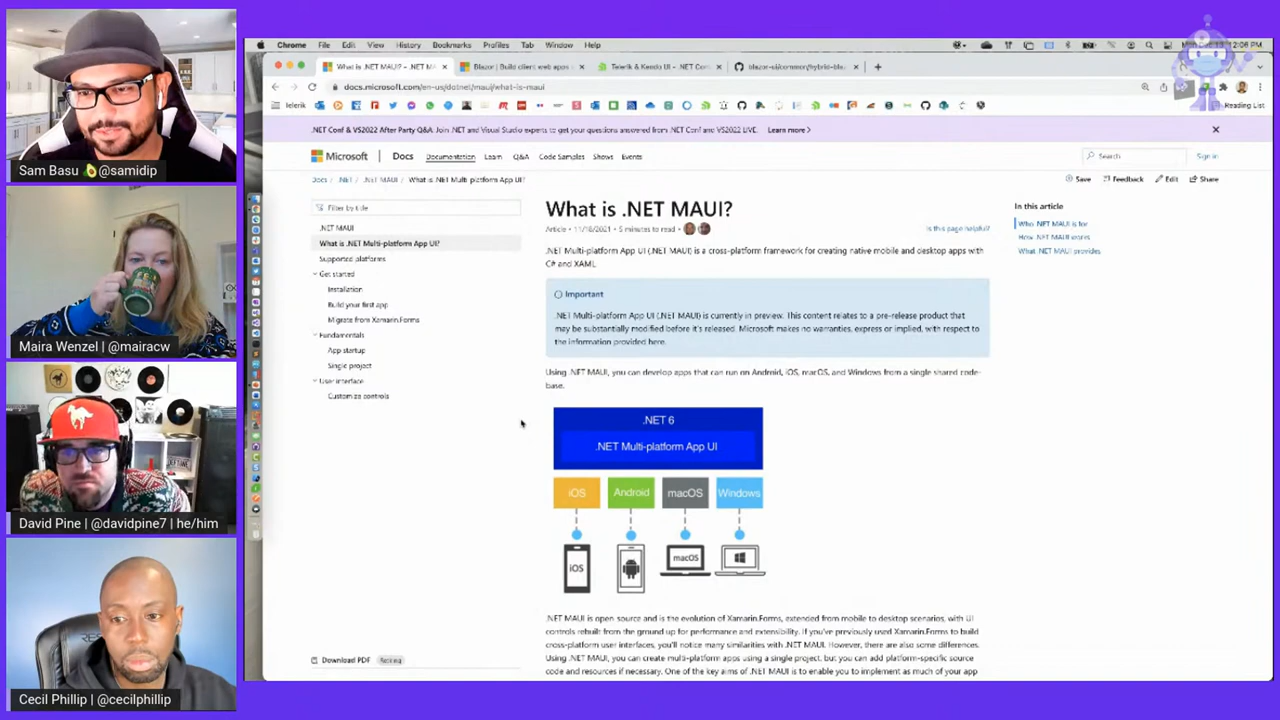 Sam Basu 🥑@samidip
Maira Wenzel | @mairacw
David Pine | @davidpine7 | he/him
Cecil Phillip | @cecilphillip
Chrome File Edit View History Bookmarks Profiles Tab Window Help
12:06 PM
What is .NET MAUI? - .NET MA
Blazor | Build client web apps
Telerik & Kendo UI - .NET Con
docs.microsoft.com/en-us/dotnet/maui/what-is-maui
Telerik
Reading List
.NET Conf & VS2022 After Party Q&A: Join .NET and Visual Studio experts to get your questions answered from .NET Conf and VS2022 LIVE. Learn more >
Microsoft Docs Documentation Learn Q&A Code Samples Shows Events
Search
Sign in
Docs / .NET / .NET MAUI / What is .NET Multi-platform App UI?
Save Feedback Edit Share
Filter by title
.NET MAUI
What is .NET Multi-platform App UI?
Supported platforms
Get started
Installation
Build your first app
Migrate from Xamarin.Forms
Fundamentals
App startup
Single project
User interface
Customize controls
Download PDF
What is .NET MAUI?
Article • 11/18/2021 • 5 minutes to read •
Is this page helpful?
.NET Multi-platform App UI (.NET MAUI) is a cross-platform framework for creating native mobile and desktop apps with
C# and XAML.
Important
.NET Multi-platform App UI (.NET MAUI) is currently in preview. This content relates to a pre-release product that
may be substantially modified before it's released. Microsoft makes no warranties, express or implied, with respect to
the information provided here.
Using .NET MAUI, you can develop apps that can run on Android, iOS, macOS, and Windows from a single shared code-
base.
.NET 6
.NET Multi-platform App UI
iOS Android macOS Windows
iOS macOS
.NET MAUI is open source and is the evolution of Xamarin.Forms, extended from mobile to desktop scenarios, with UI
controls rebuilt from the ground up for performance and extensibility. If you've previously used Xamarin.Forms to build
cross-platform user interfaces, you'll notice many similarities with .NET MAUI. However, there are also some differences.
Using .NET MAUI, you can create multi-platform apps using a single project, but you can add platform-specific source
code and resources if necessary. One of the key aims of .NET MAUI is to enable you to implement as much of your app
In this article
Who .NET MAUI is for
How .NET MAUI works
What .NET MAUI provides